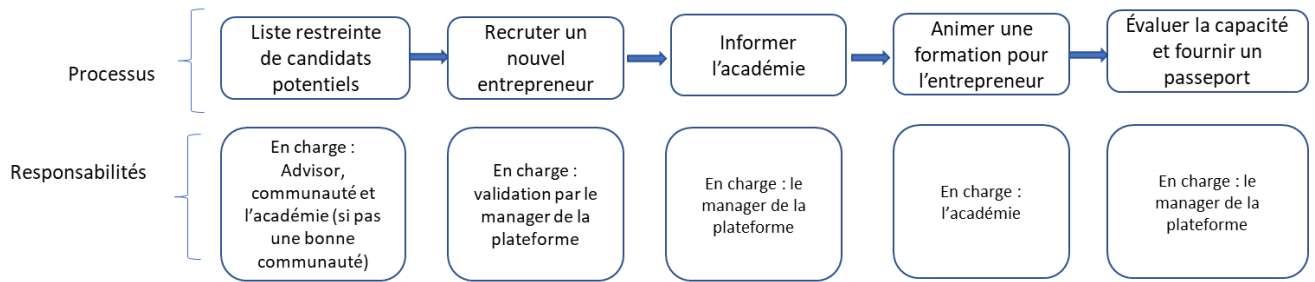 Processus
Liste restreinte
de candidats
potentiels
Recruter un
nouvel
entrepreneur
Informer
l'académie
Animer une
formation pour
l'entrepreneur
Évaluer la capacité
et fournir un
passeport
Responsabilités
En charge :
Advisor,
communauté et
l'académie (si pas
une bonne
communauté)
En charge :
validation par le
manager de la
plateforme
En charge : le
manager de la
plateforme
En charge :
l'académie
En charge : le
manager de la
plateforme